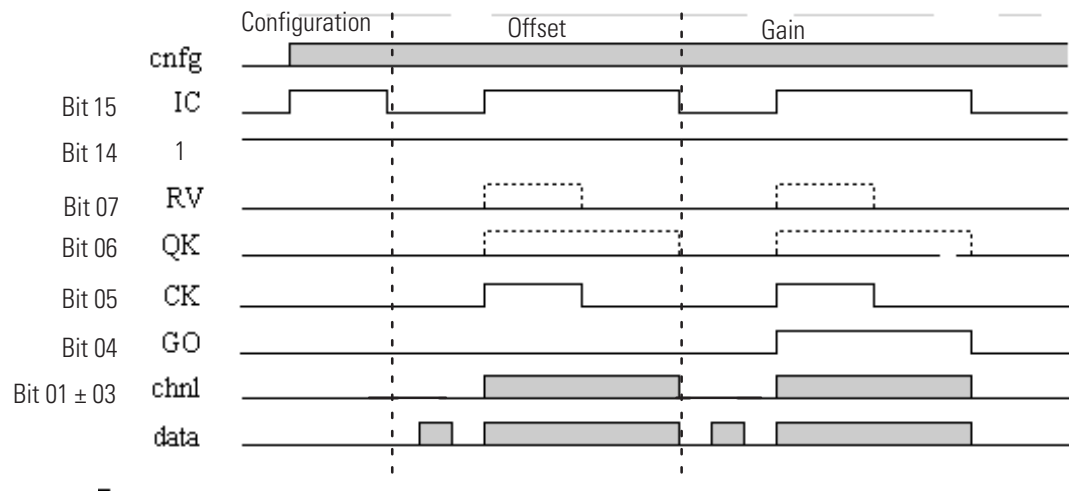 Configuration Offset Gain
cnfg
Bit 15 IC
Bit 14 1
Bit 07 RV
Bit 06 QK
Bit 05 CK
Bit 04 GO
Bit 01 ± 03 chnl
data